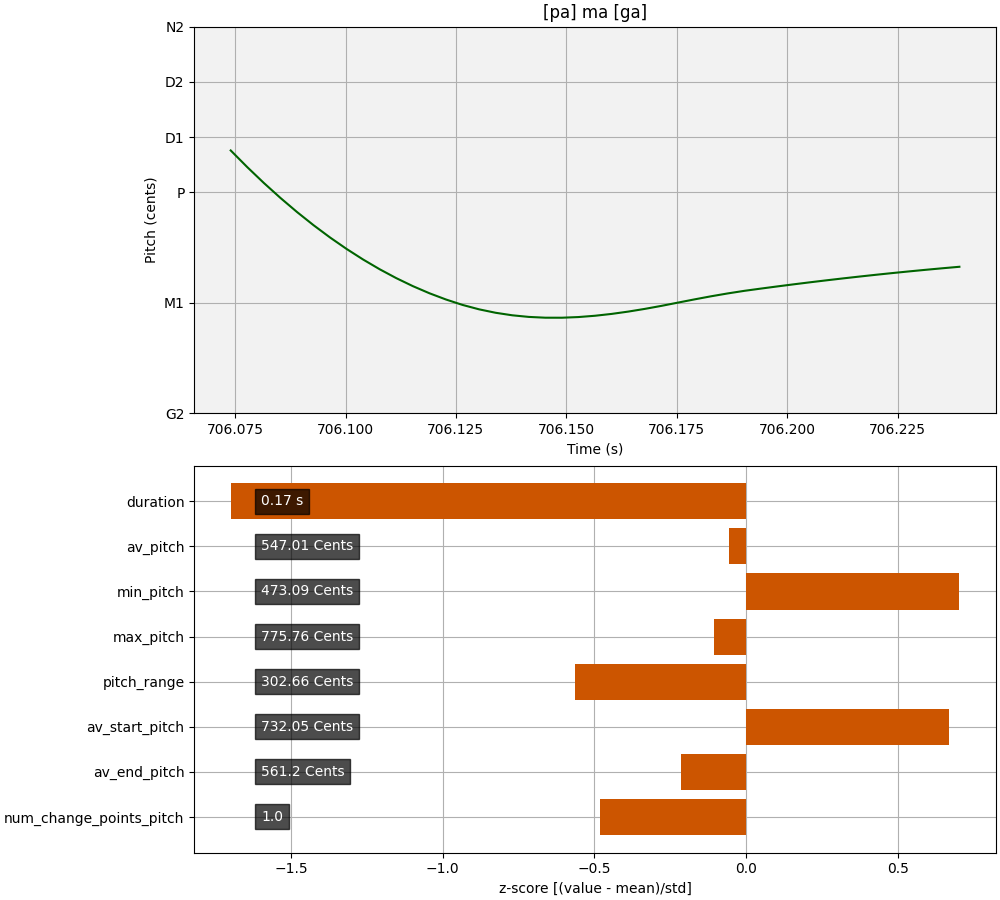 [pa] ma [ga]
N2
D2
D1
P
M1
G2
Pitch (cents)
706.075 706.100 706.125 706.150 706.175 706.200 706.225
Time (s)
duration 0.17 s
av_pitch 547.01 Cents
min_pitch 473.09 Cents
max_pitch 775.76 Cents
pitch_range 302.66 Cents
av_start_pitch 732.05 Cents
av_end_pitch 561.2 Cents
num_change_points_pitch 1.0
−1.5 −1.0 −0.5 0.0 0.5
z-score [(value - mean)/std]